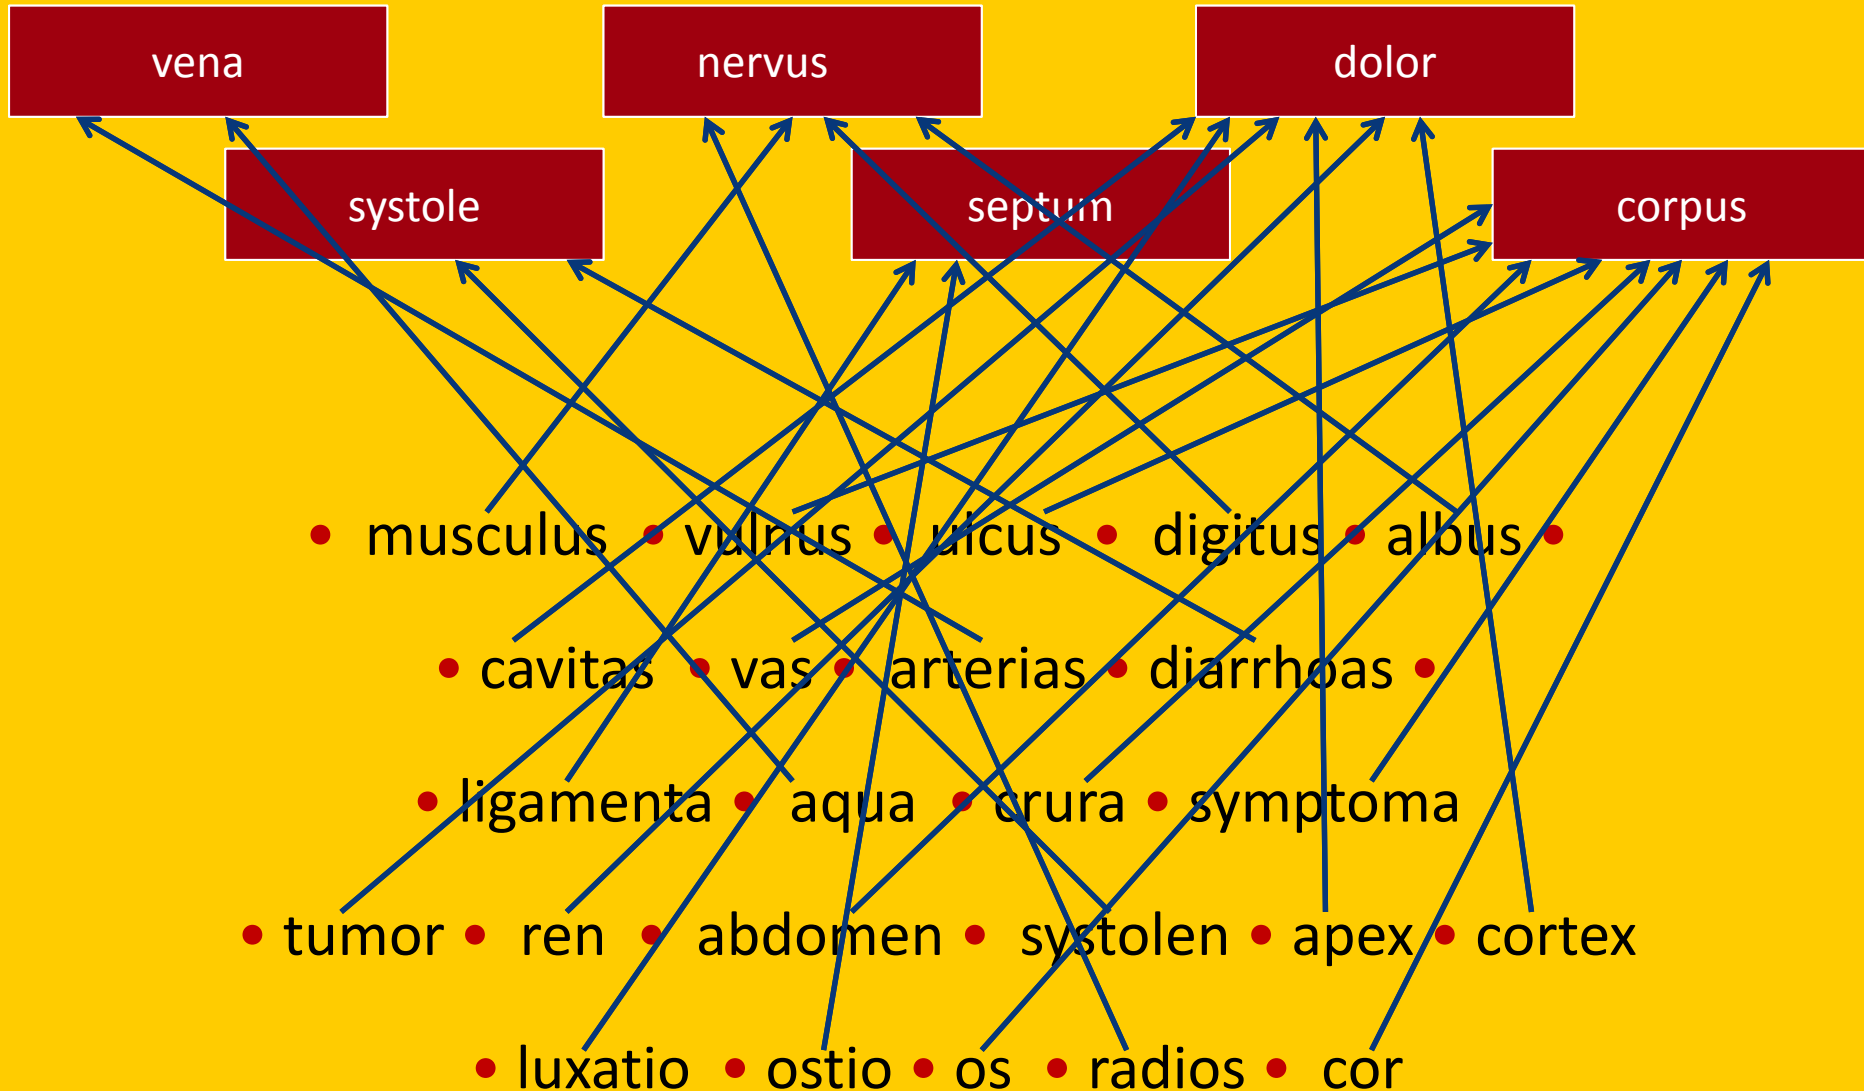 vena nervus dolor
systole septum corpus
• musculus • vulnus • ulcus • digitus • albus •
• cavitas • vas • arterias • diarrhoas •
• ligamenta • aqua • crura • symptoma
• tumor • ren • abdomen • systolen • apex • cortex
• luxatio • ostio • os • radios • cor